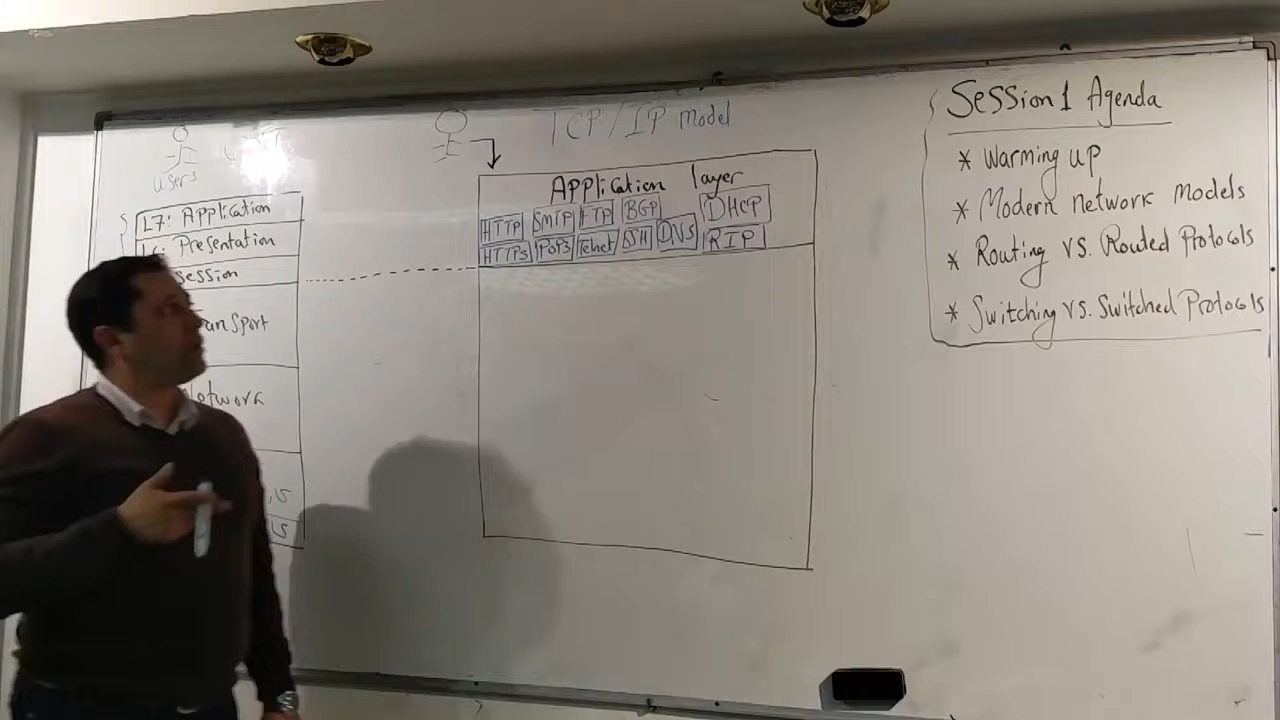 users
L7: Application
L6: Presentation
session
ansport
etwork
TCP/IP model
Application layer
HTTP SMTP FTP BGP DHCP
HTTPs POP3 Telnet SSH DNS RIP
Session 1 Agenda
* Warming up
* Modern network models
* Routing vs. Routed Protocols
* Switching vs. Switched Protocols